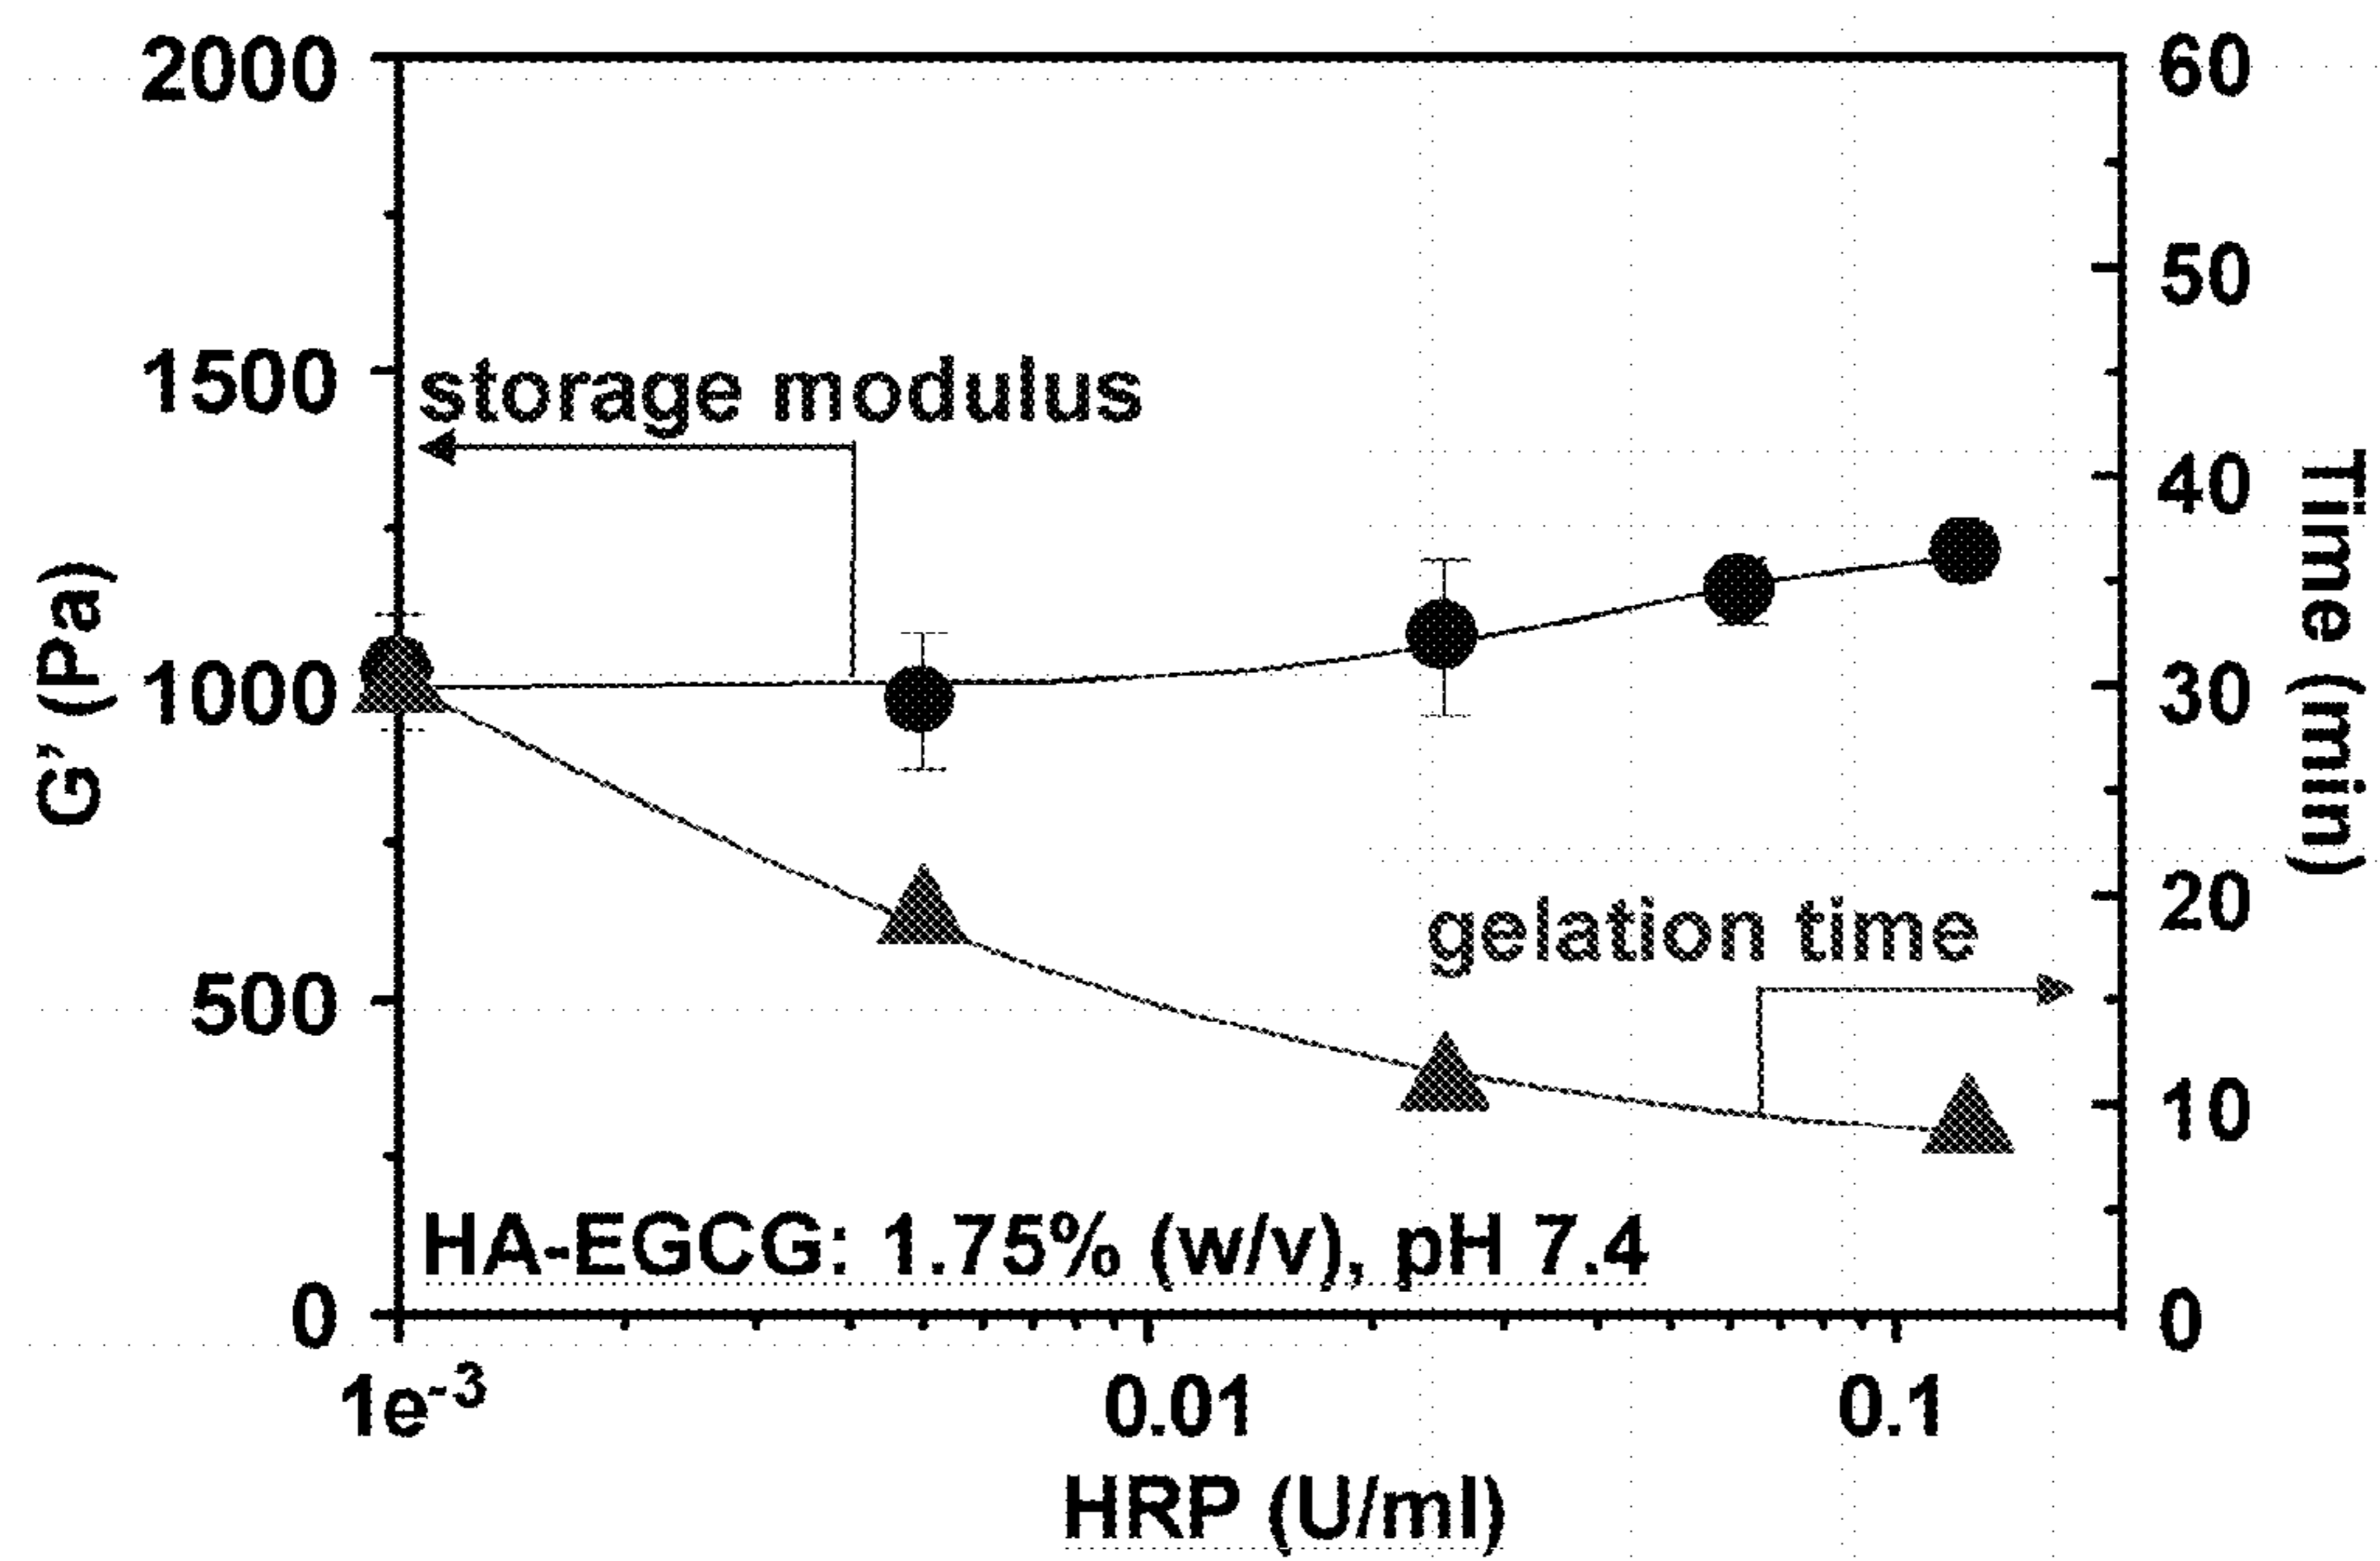 2000
1500
1000
500
0
G' (Pa)
storage modulus
gelation time
HA-EGCG: 1.75% (w/v), pH 7.4
60
50
40
30
20
10
0
Time (min)
1e⁻³
0.01
0.1
HRP (U/ml)